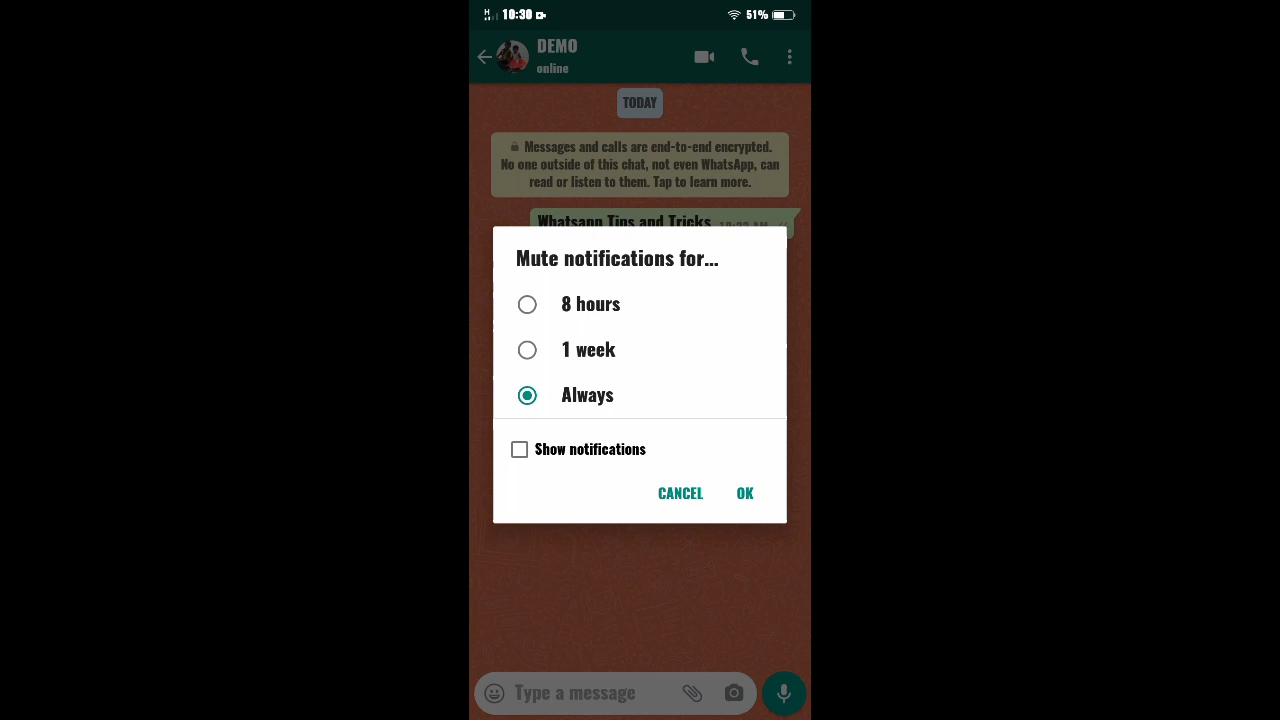 H 10:30 51%
DEMO
online
TODAY
Messages and calls are end-to-end encrypted.
No one outside of this chat, not even WhatsApp, can
read or listen to them. Tap to learn more.
Whatsapp Tips and Tricks
Mute notifications for...
8 hours
1 week
Always
Show notifications
CANCEL OK
Type a message